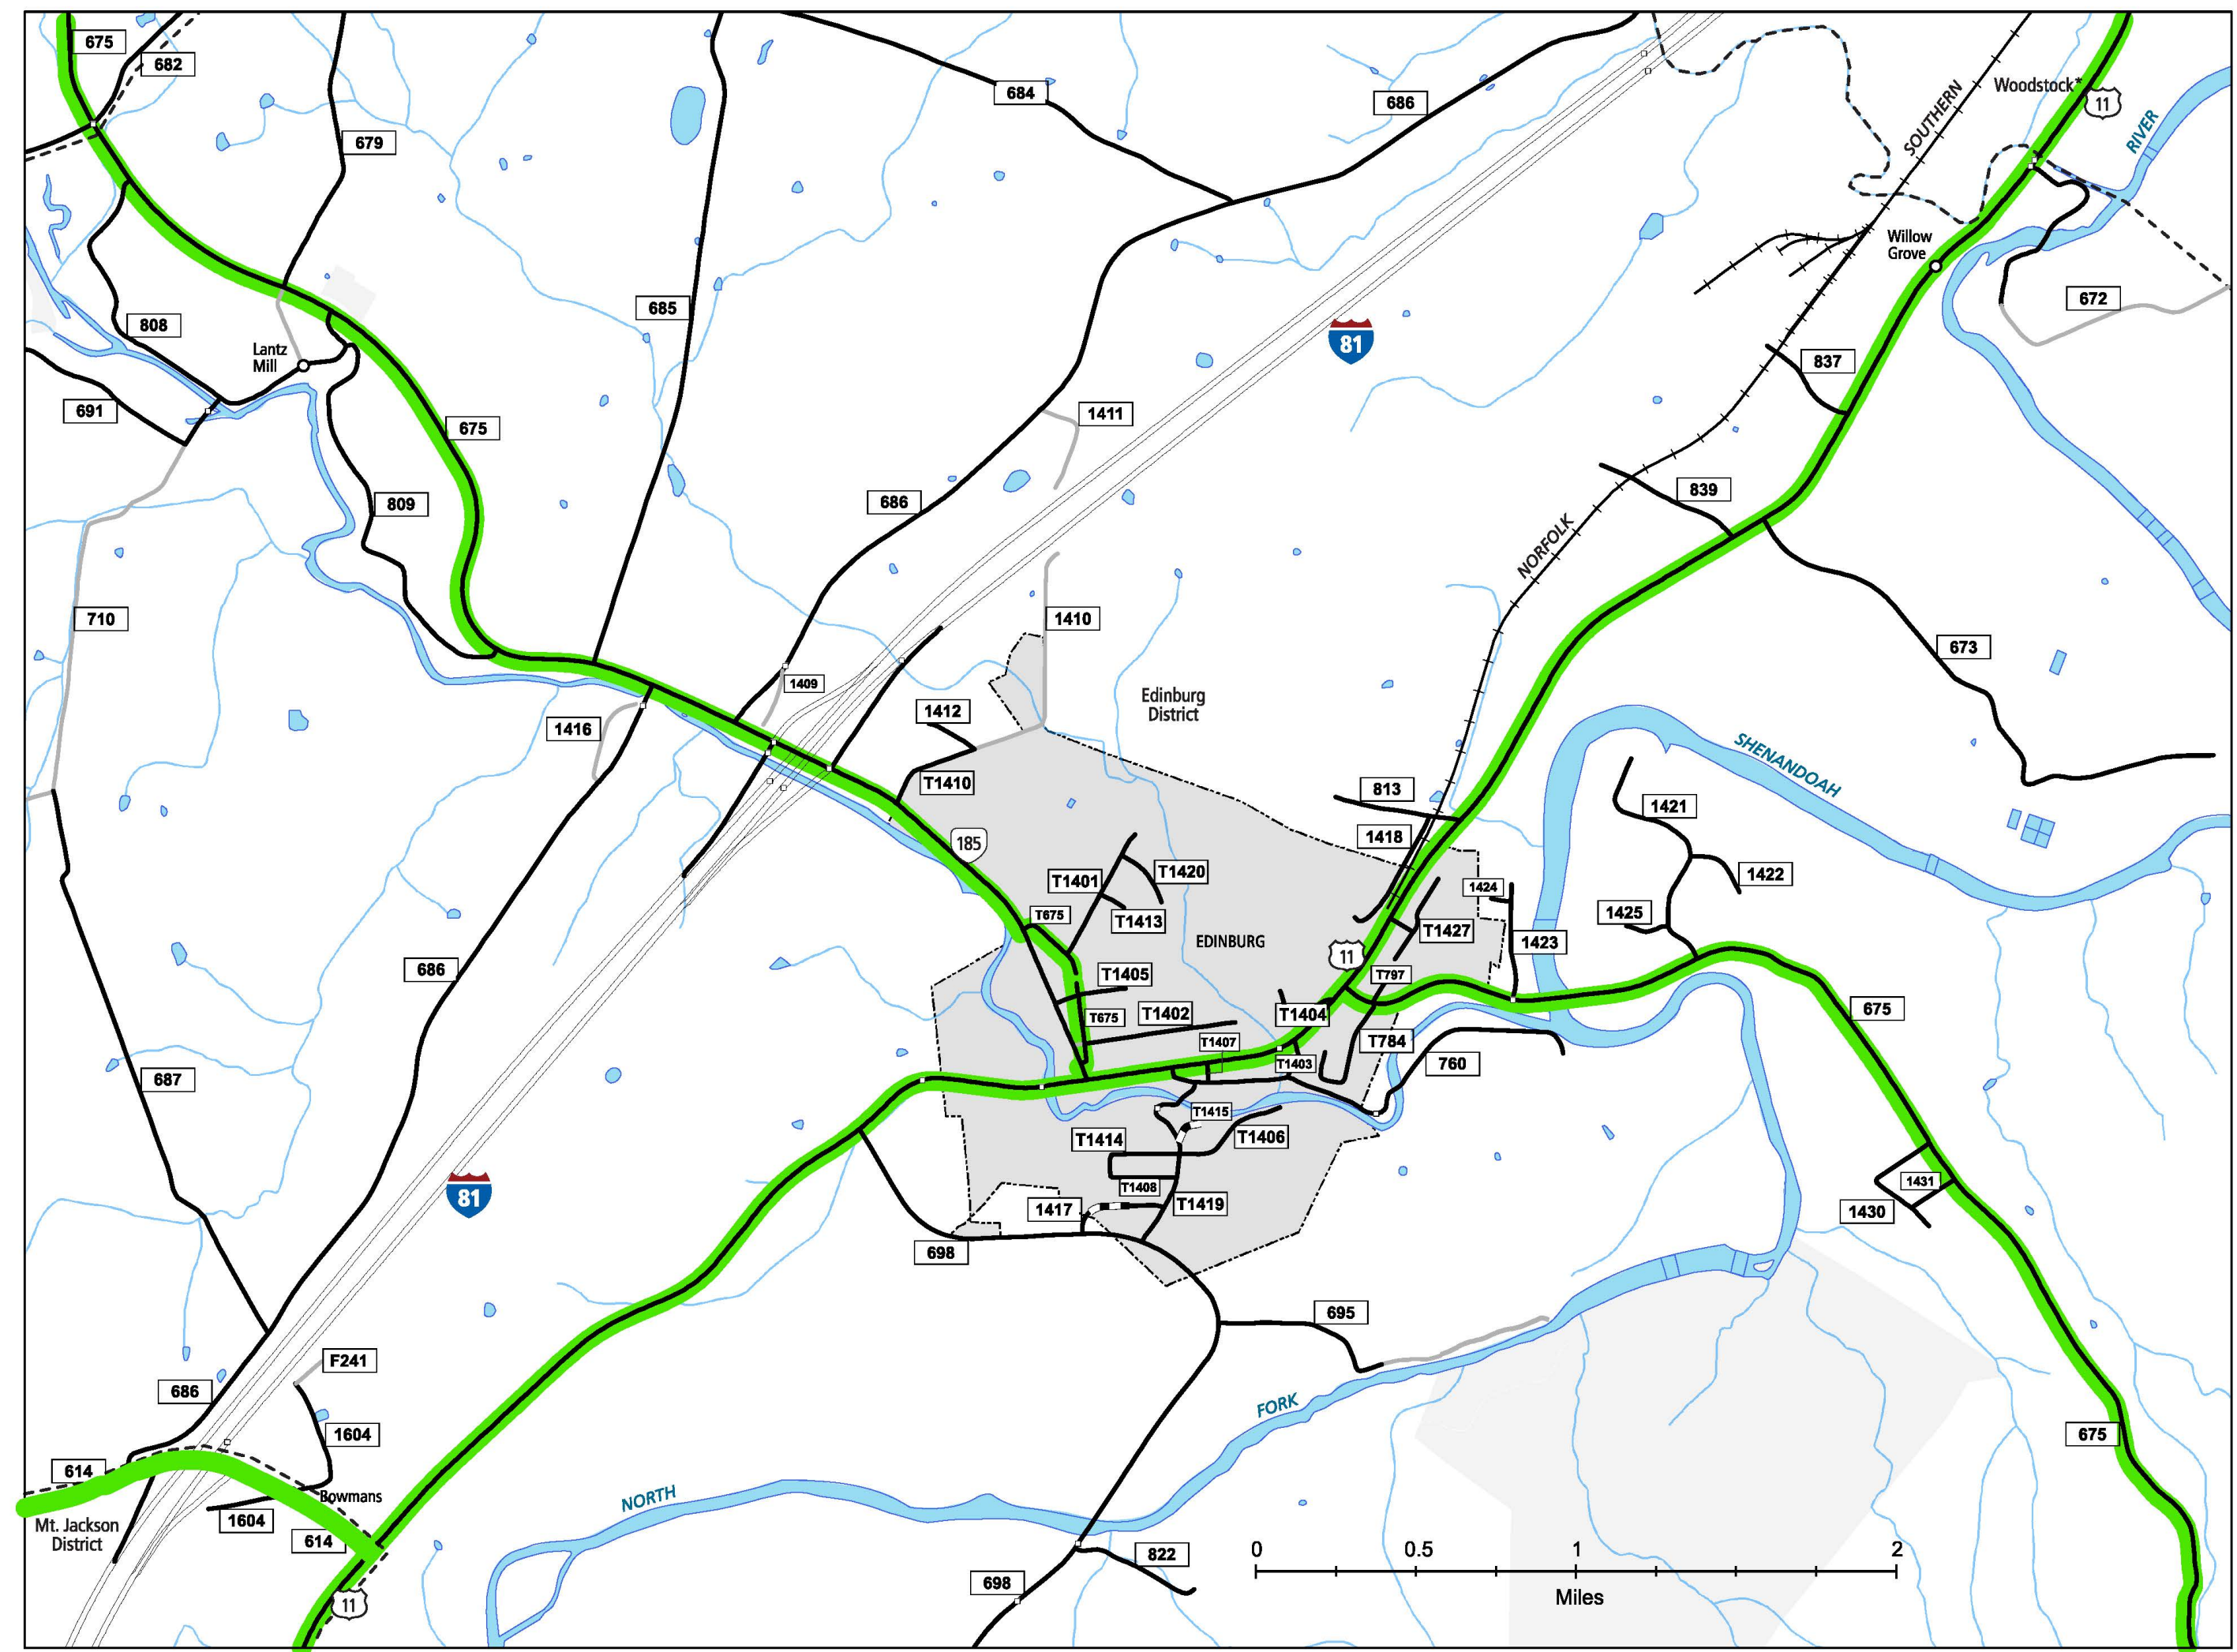 675
682
684
686
SOUTHERN
Woodstock*
11
RIVER
679
Willow
Grove
672
808
685
81
Lantz
Mill
837
691
675
1411
809
686
839
NORFOLK
710
1410
673
1409
Edinburg
District
1416
1412
SHENANDOAH
T1410
813
1421
185
1418
T1401
T1420
1424
1422
T675
T1413
1425
EDINBURG
T1427
1423
11
686
T1405
T797
675
T675
T1402
T1404
T1407
T784
T1403
760
687
T1415
T1414
T1406
81
T1408
1431
1417
T1419
1430
698
695
F241
686
FORK
1604
675
614
Bowmans
NORTH
1604
Mt. Jackson
District
614
822
0 0.5 1 2
Miles
698
11